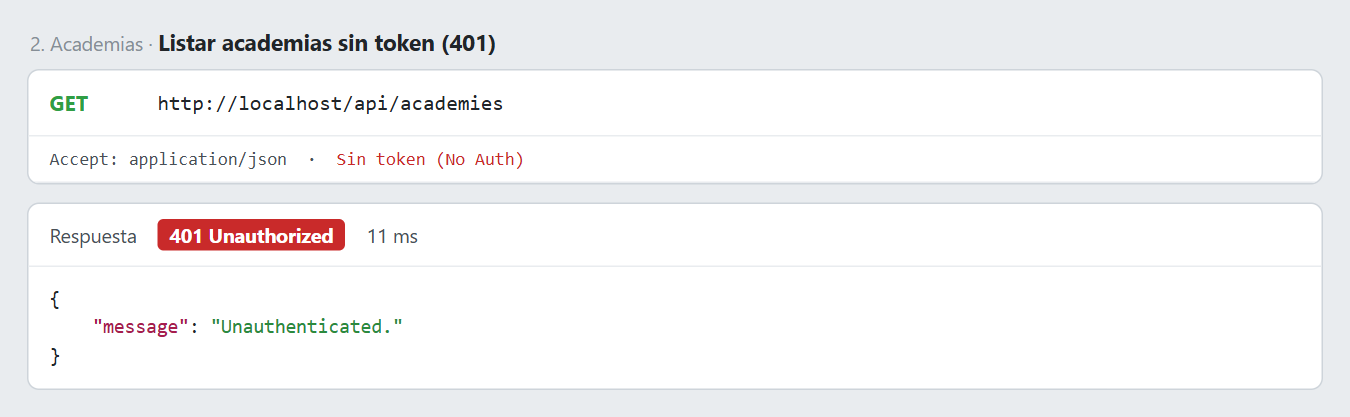 2. Academias · Listar academias sin token (401)
GET http://localhost/api/academies
Accept: application/json · Sin token (No Auth)
Respuesta 401 Unauthorized 11 ms
{
    "message": "Unauthenticated."
}